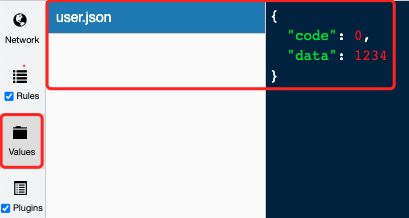 Network
Rules
Values
Plugins
user.json
{
"code": 0,
"data": 1234
}